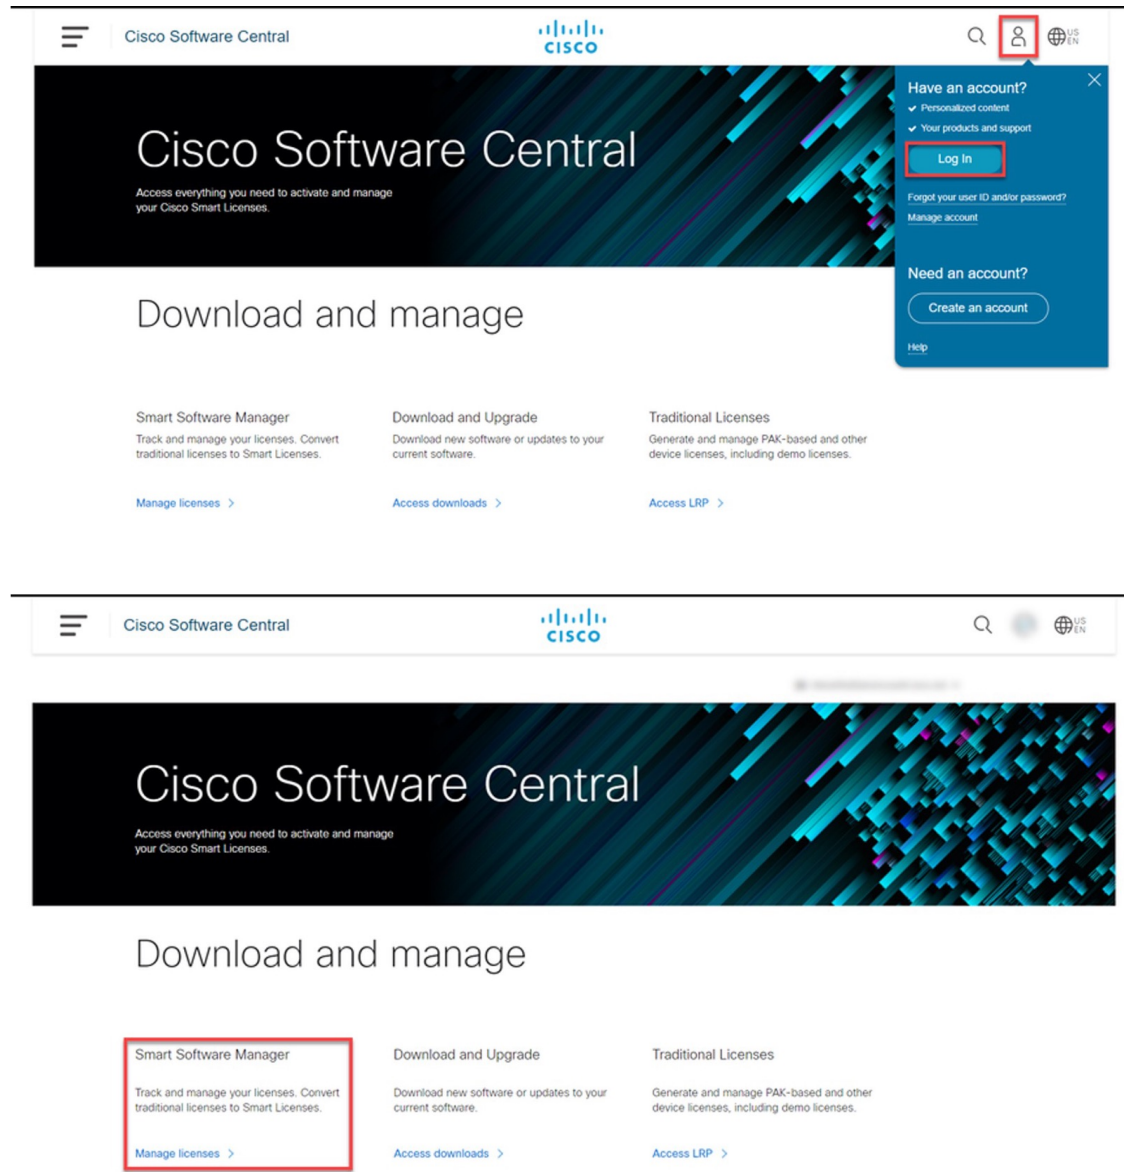 Cisco Software Central
CISCO
US
EN
Have an account?
Personalized content
Your products and support
Log In
Forgot your user ID and/or password?
Manage account
Need an account?
Create an account
Help
Cisco Software Central
Access everything you need to activate and manage
your Cisco Smart Licenses.
Download and manage
Smart Software Manager
Track and manage your licenses. Convert
traditional licenses to Smart Licenses.
Manage licenses
Download and Upgrade
Download new software or updates to your
current software.
Access downloads
Traditional Licenses
Generate and manage PAK-based and other
device licenses, including demo licenses.
Access LRP
Cisco Software Central
CISCO
US
EN
Cisco Software Central
Access everything you need to activate and manage
your Cisco Smart Licenses.
Download and manage
Smart Software Manager
Track and manage your licenses. Convert
traditional licenses to Smart Licenses.
Manage licenses
Download and Upgrade
Download new software or updates to your
current software.
Access downloads
Traditional Licenses
Generate and manage PAK-based and other
device licenses, including demo licenses.
Access LRP